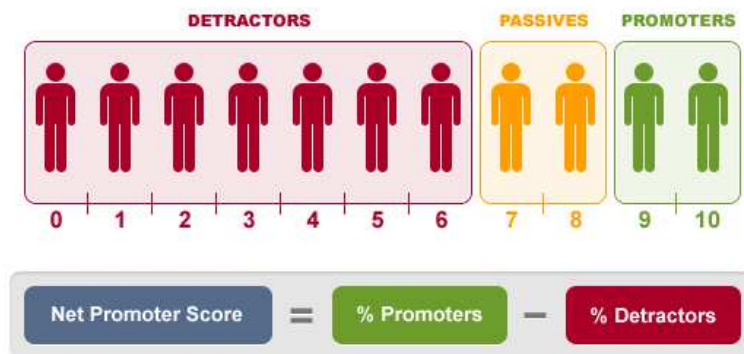 DETRACTORS PASSIVES PROMOTERS
0 1 2 3 4 5 6 7 8 9 10
Net Promoter Score = % Promoters − % Detractors